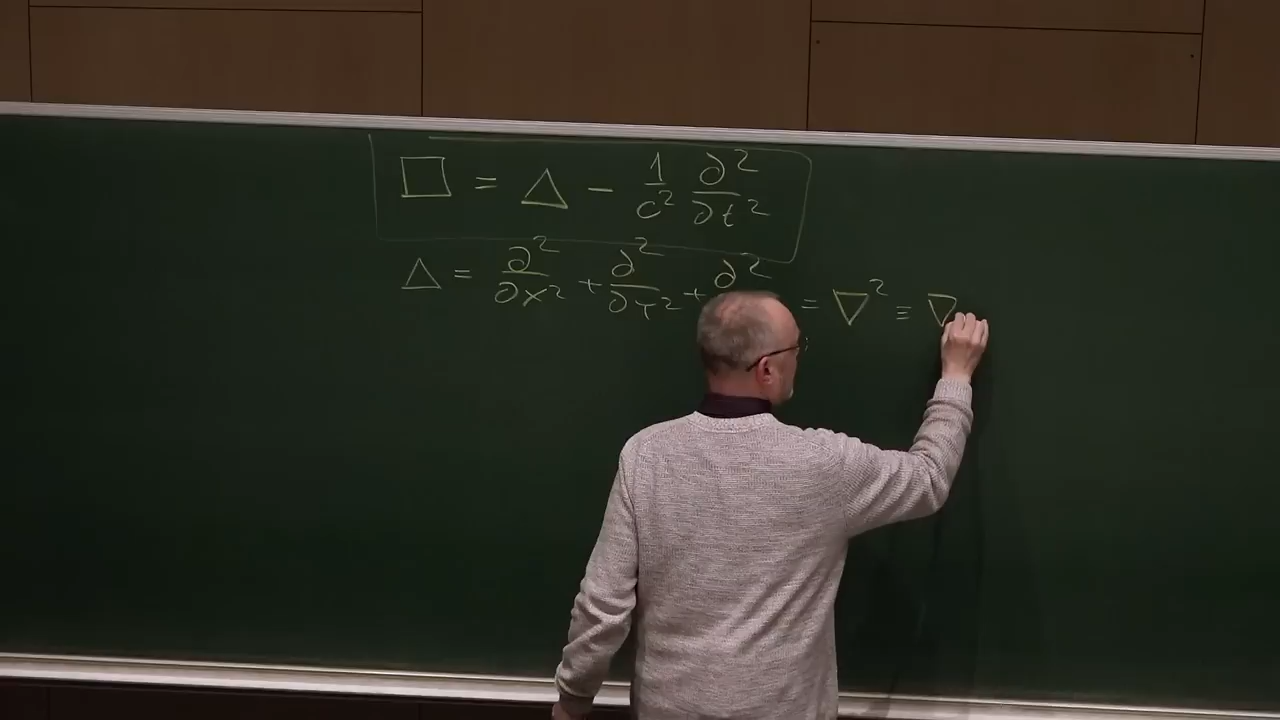 □ = △ - 1/c² ∂²/∂t²
△ = ∂²/∂x² + ∂²/∂y² + ∂² = ▽² ≡ ▽